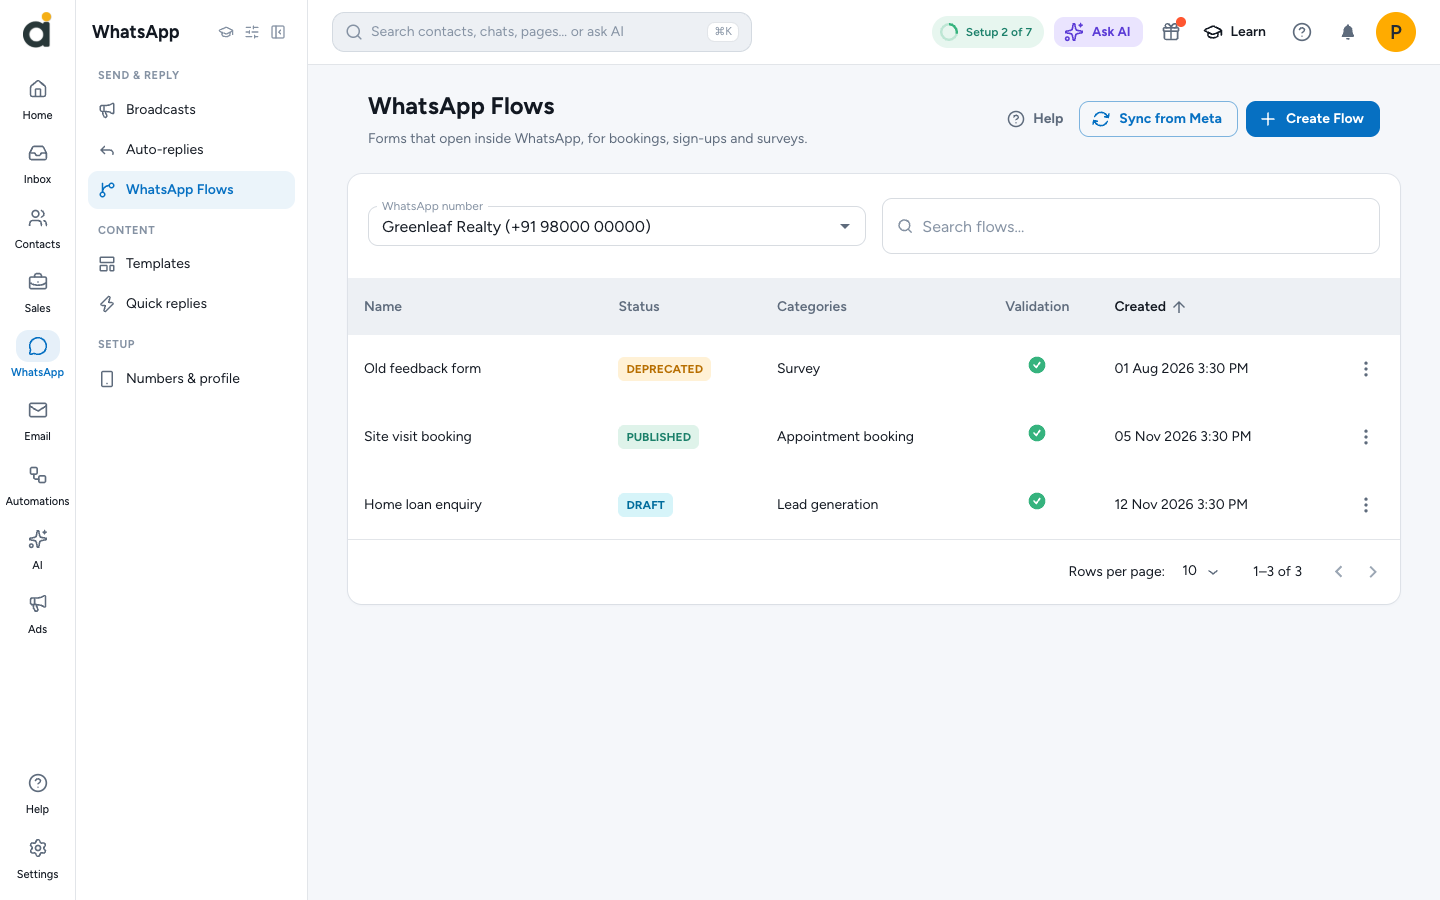 WhatsApp
Search contacts, chats, pages... or ask AI
⌘K
Setup 2 of 7
Ask AI
Learn
P
Home
Inbox
Contacts
Sales
WhatsApp
Email
Automations
AI
Ads
Help
Settings
SEND & REPLY
Broadcasts
Auto-replies
WhatsApp Flows
CONTENT
Templates
Quick replies
SETUP
Numbers & profile
WhatsApp Flows
Forms that open inside WhatsApp, for bookings, sign-ups and surveys.
Help
Sync from Meta
Create Flow
WhatsApp number
Greenleaf Realty (+91 98000 00000)
Search flows...
Name Status Categories Validation Created
Old feedback form DEPRECATED Survey 01 Aug 2026 3:30 PM
Site visit booking PUBLISHED Appointment booking 05 Nov 2026 3:30 PM
Home loan enquiry DRAFT Lead generation 12 Nov 2026 3:30 PM
Rows per page: 10 1–3 of 3